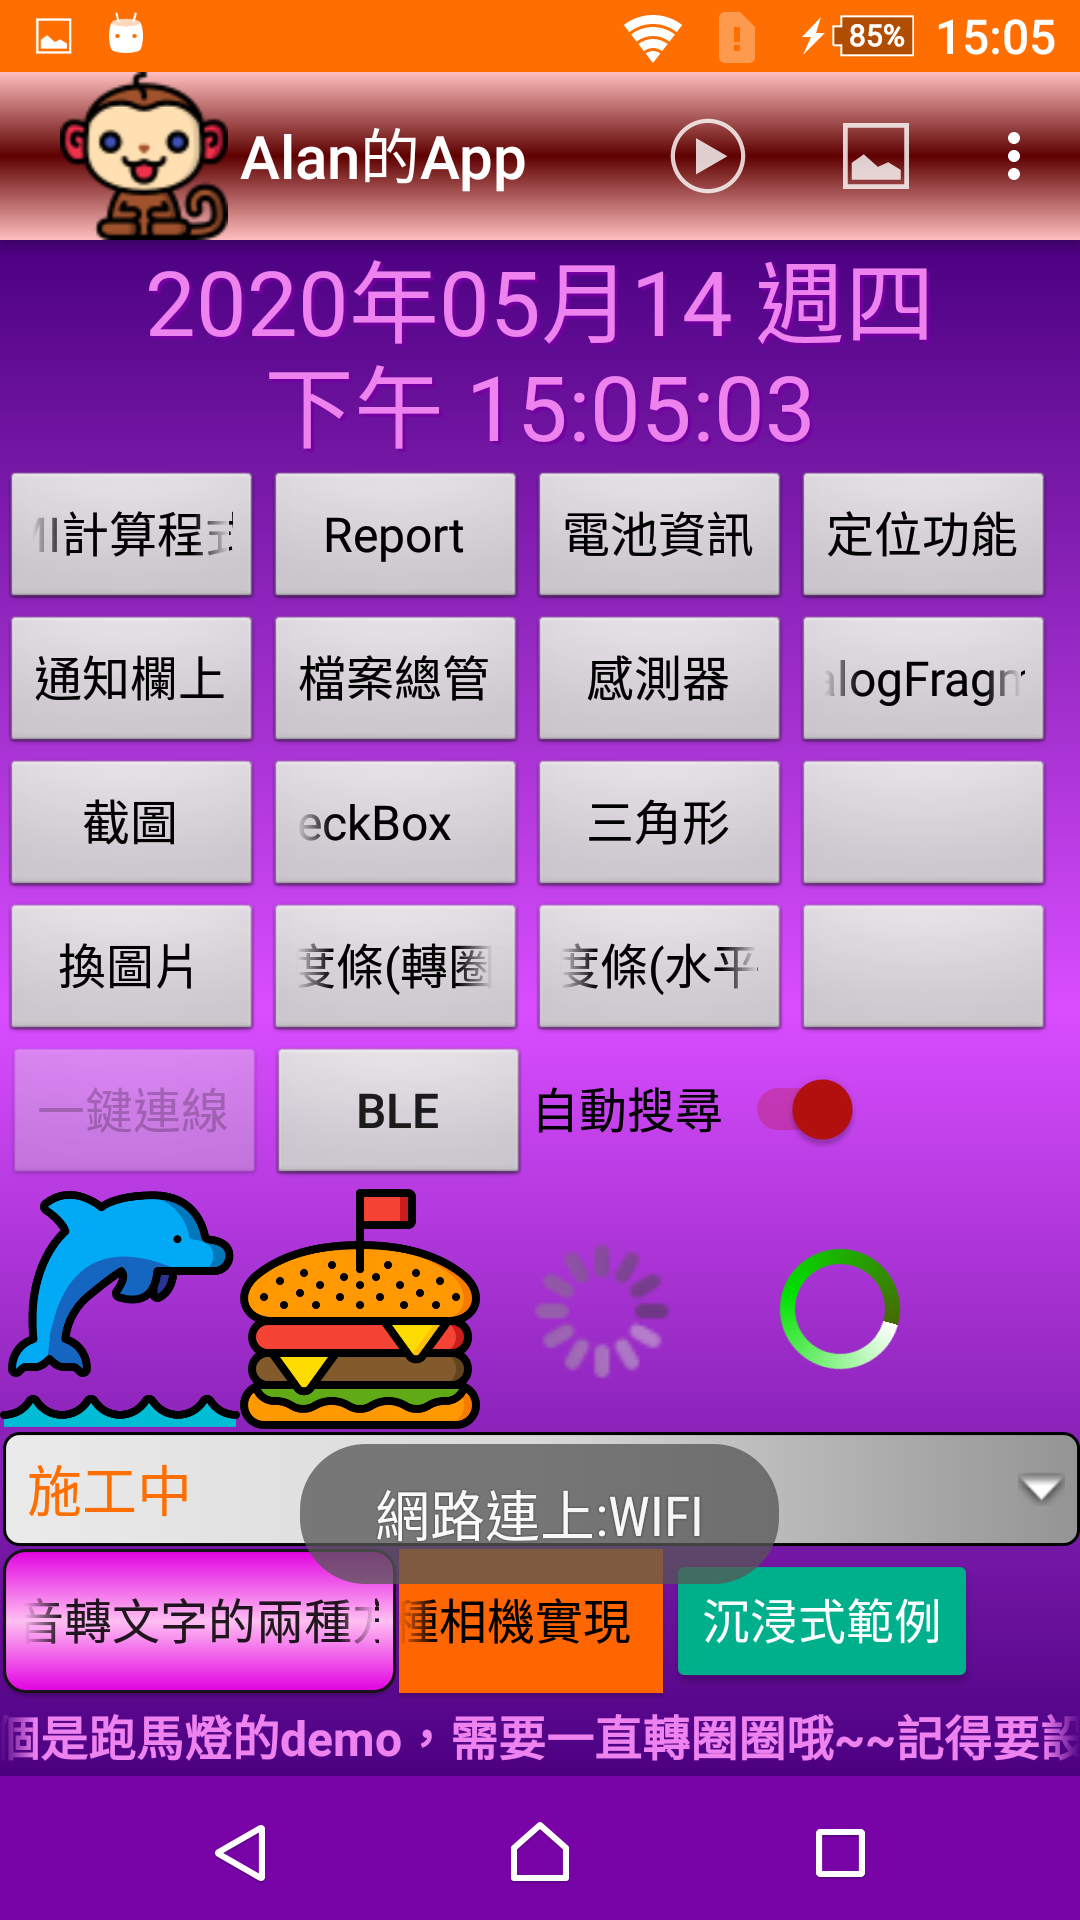 85% 15:05
Alan的App
2020年05月14 週四
下午 15:05:03
I計算程式 Report 電池資訊 定位功能
通知欄上 檔案總管 感測器 alogFragm
截圖 eckBox 三角形
換圖片 度條(轉圈 度條(水平
一鍵連線 BLE 自動搜尋
施工中
網路連上:WIFI
音轉文字的兩種方 種相機實現 沉浸式範例
個是跑馬燈的demo，需要一直轉圈圈哦~~記得要設